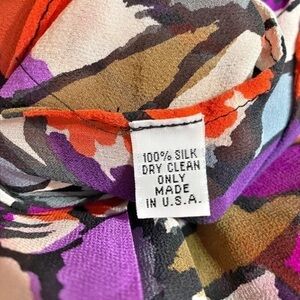 100% SILK
DRY CLEAN
ONLY
MADE
IN U.S.A.